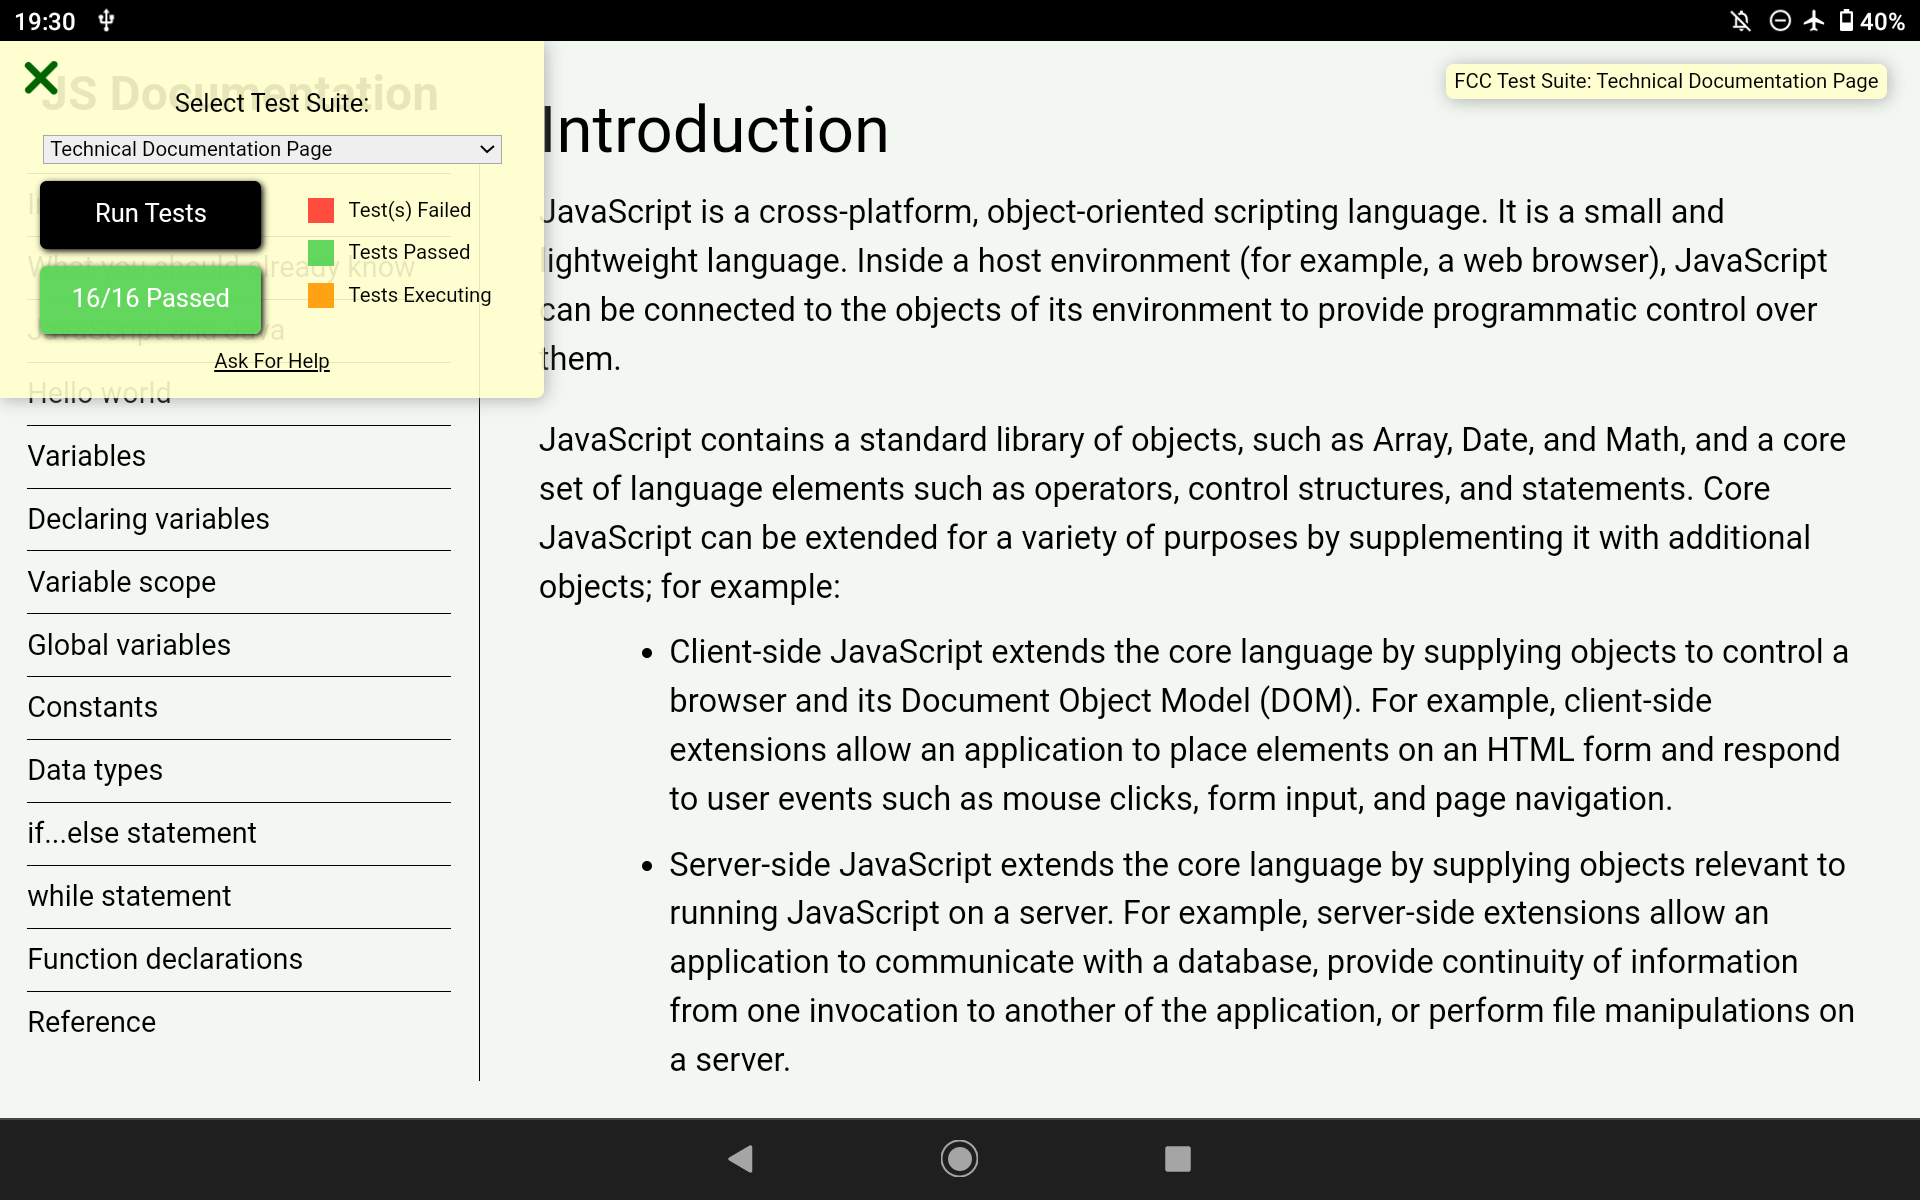 19:30
40%
JS Documentation
Select Test Suite:
Technical Documentation Page
Run Tests
Test(s) Failed
Tests Passed
What you should already know
16/16 Passed
Tests Executing
JavaScript and Java
Ask For Help
Hello world
Variables
Declaring variables
Variable scope
Global variables
Constants
Data types
if...else statement
while statement
Function declarations
Reference
FCC Test Suite: Technical Documentation Page
Introduction
JavaScript is a cross-platform, object-oriented scripting language. It is a small and
lightweight language. Inside a host environment (for example, a web browser), JavaScript
can be connected to the objects of its environment to provide programmatic control over
them.
JavaScript contains a standard library of objects, such as Array, Date, and Math, and a core
set of language elements such as operators, control structures, and statements. Core
JavaScript can be extended for a variety of purposes by supplementing it with additional
objects; for example:
• Client-side JavaScript extends the core language by supplying objects to control a
browser and its Document Object Model (DOM). For example, client-side
extensions allow an application to place elements on an HTML form and respond
to user events such as mouse clicks, form input, and page navigation.
• Server-side JavaScript extends the core language by supplying objects relevant to
running JavaScript on a server. For example, server-side extensions allow an
application to communicate with a database, provide continuity of information
from one invocation to another of the application, or perform file manipulations on
a server.